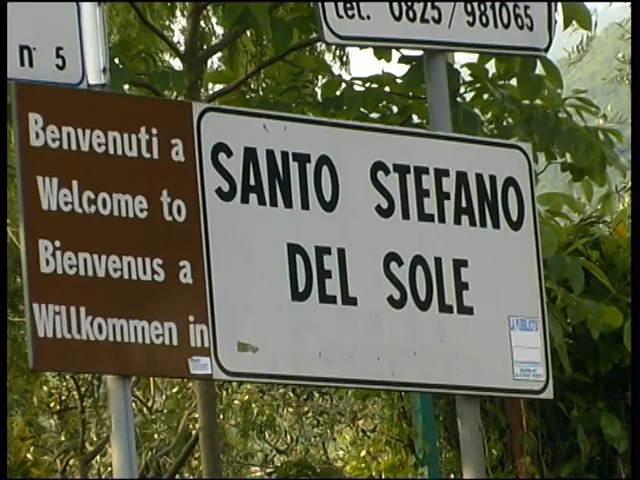 n° 5
tel. 0825/981065
Benvenuti a
Welcome to
Bienvenus a
Willkommen in
SANTO STEFANO
DEL SOLE